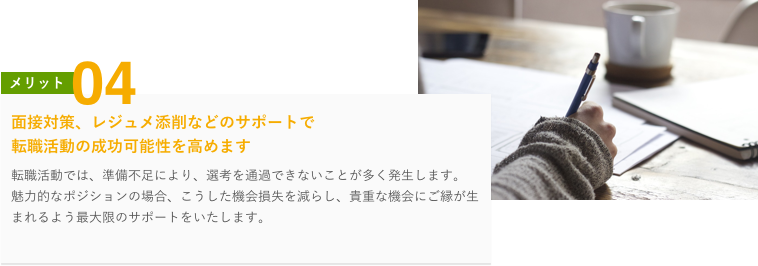 メリット 04
面接対策、レジュメ添削などのサポートで
転職活動の成功可能性を高めます
転職活動では、準備不足により、選考を通過できないことが多く発生します。
魅力的なポジションの場合、こうした機会損失を減らし、貴重な機会にご縁が生
まれるよう最大限のサポートをいたします。